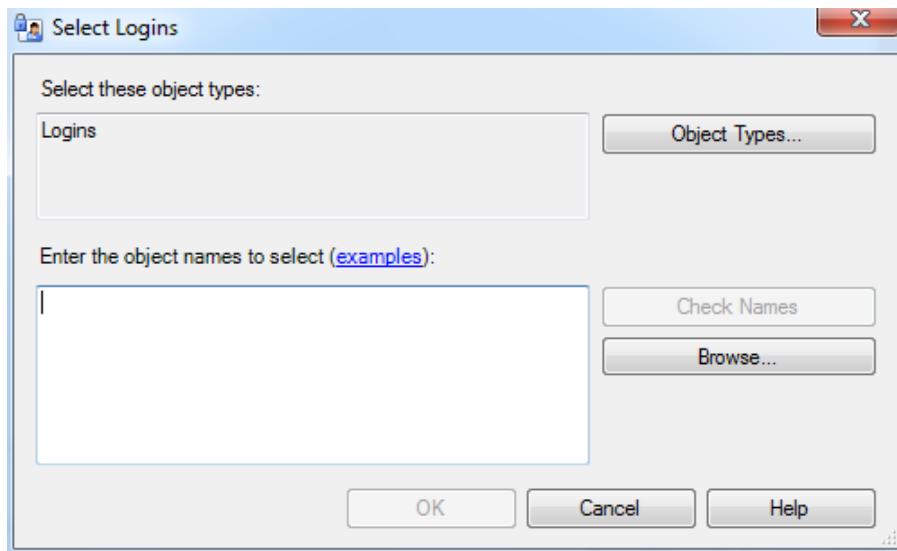 Select Logins
Select these object types:
Logins
Object Types...
Enter the object names to select (examples):
Check Names
Browse...
OK
Cancel
Help